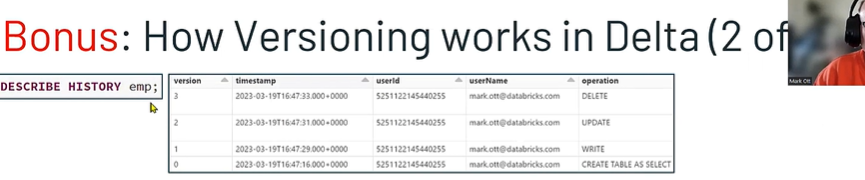 Bonus: How Versioning works in Delta (2 of
DESCRIBE HISTORY emp;
version timestamp userId userName operation
3 2023-03-19T16:47:33.000+0000 5251122145440255 mark.ott@databricks.com DELETE
2 2023-03-19T16:47:31.000+0000 5251122145440255 mark.ott@databricks.com UPDATE
1 2023-03-19T16:47:29.000+0000 5251122145440255 mark.ott@databricks.com WRITE
0 2023-03-19T16:47:16.000+0000 5251122145440255 mark.ott@databricks.com CREATE TABLE AS SELECT
Mark Ott